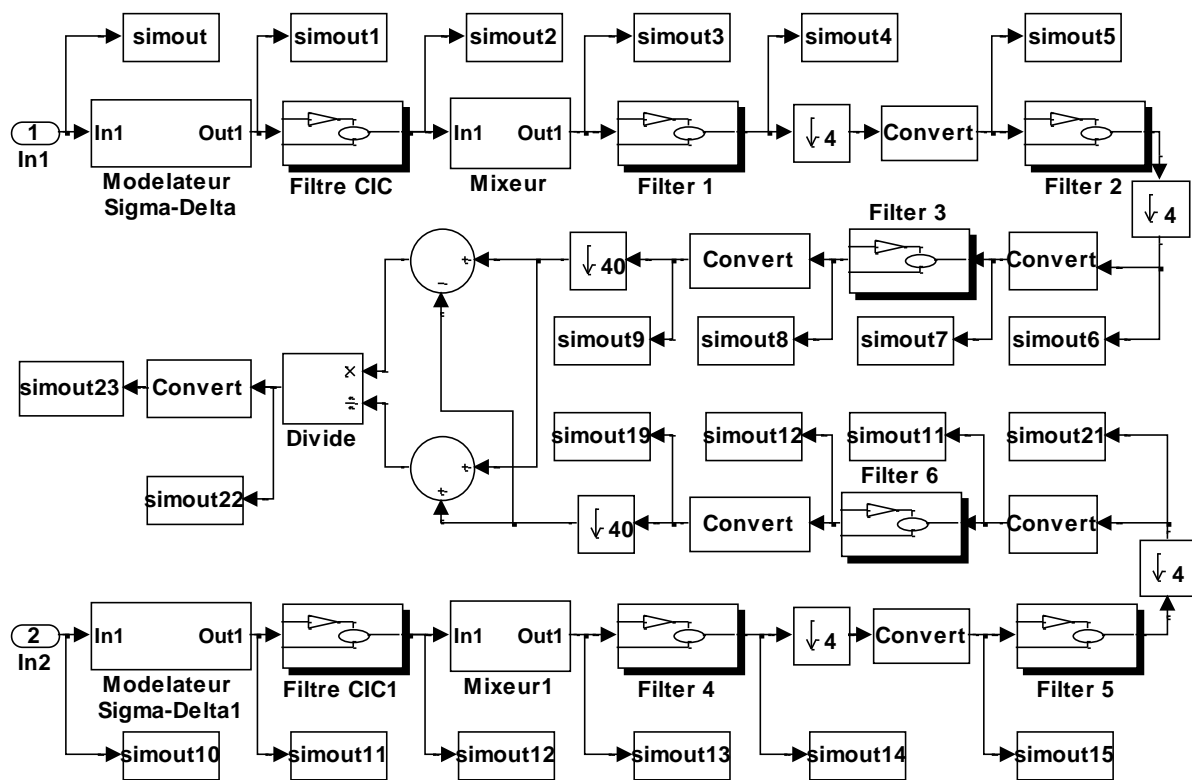 simout
simout1
simout2
simout3
simout4
simout5
1
In1
In1
Out1
Modelateur
Sigma-Delta
Filtre CIC
In1
Out1
Mixeur
Filter 1
4
Convert
Filter 2
4
+
−
40
Convert
Filter 3
Convert
simout9
simout8
simout7
simout6
simout23
Convert
×
÷
Divide
simout22
simout19
simout12
simout11
simout21
+
+
40
Convert
Filter 6
Convert
4
2
In2
In1
Out1
Modelateur
Sigma-Delta1
Filtre CIC1
In1
Out1
Mixeur1
Filter 4
4
Convert
Filter 5
simout10
simout11
simout12
simout13
simout14
simout15